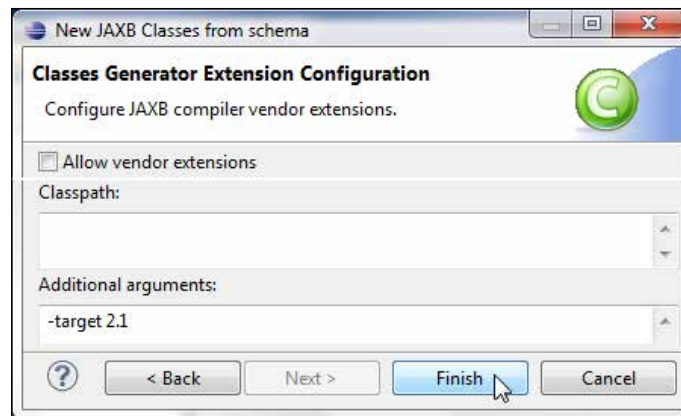 New JAXB Classes from schema
Classes Generator Extension Configuration
Configure JAXB compiler vendor extensions.
C
Allow vendor extensions
Classpath:
Additional arguments:
-target 2.1
? < Back Next > Finish Cancel